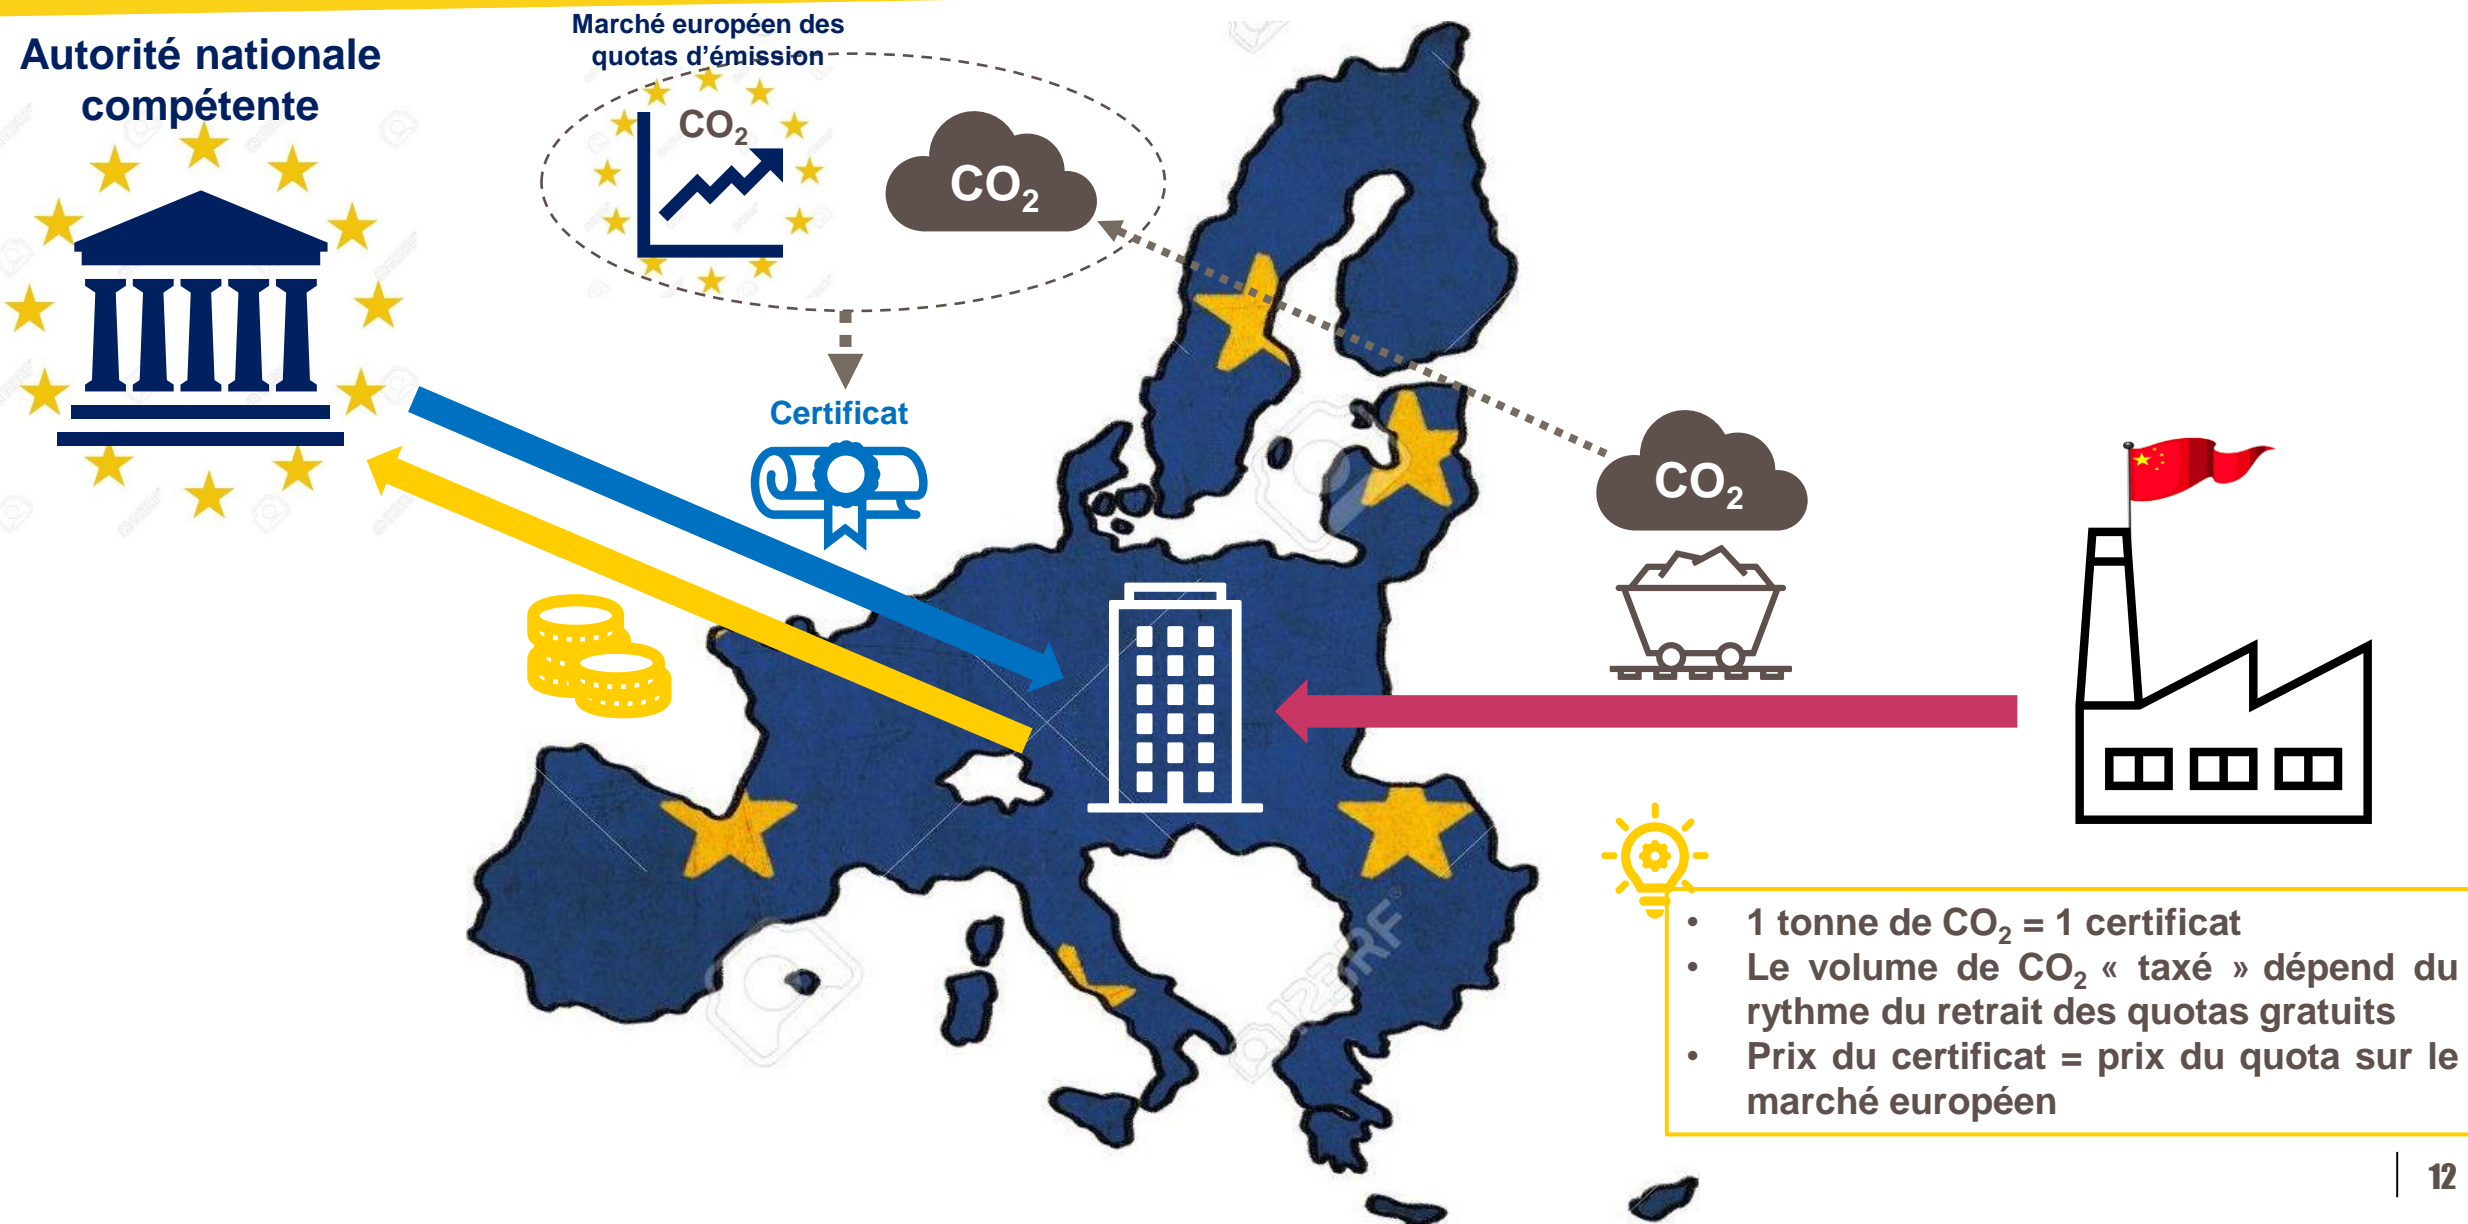 Marché européen des
quotas d’émission
Autorité nationale
compétente
CO₂
CO₂
Certificat
CO₂
• 1 tonne de CO₂ = 1 certificat
• Le volume de CO₂ « taxé » dépend du
rythme du retrait des quotas gratuits
• Prix du certificat = prix du quota sur le
marché européen
123RF®
12